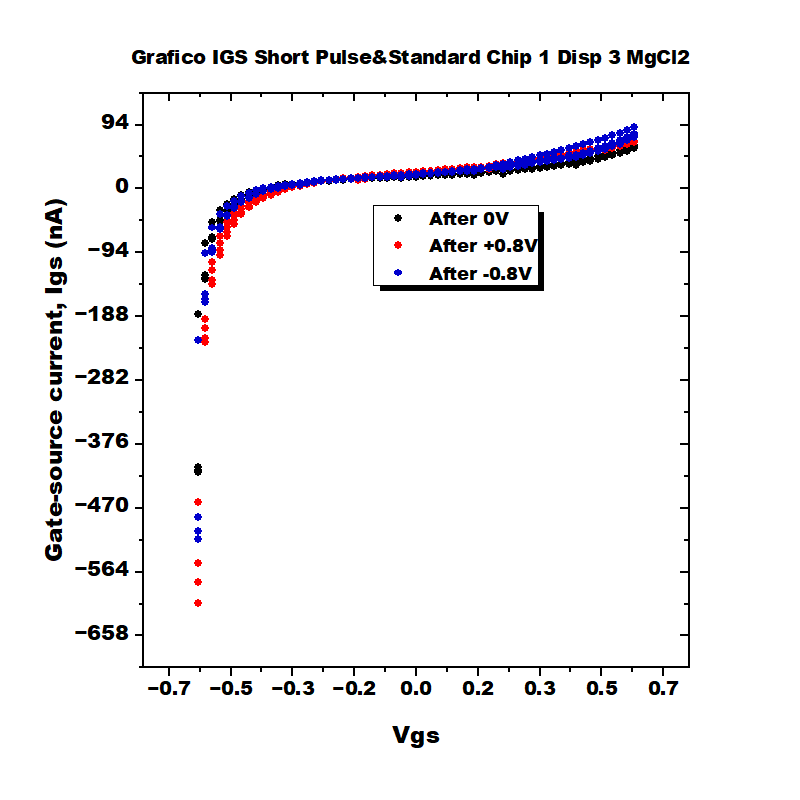 Grafico IGS Short Pulse&Standard Chip 1 Disp 3 MgCl2
Gate-source current, Igs (nA)
94
0
−94
−188
−282
−376
−470
−564
−658
After 0V
After +0.8V
After -0.8V
−0.7 −0.5 −0.3 −0.2 0.0 0.2 0.3 0.5 0.7
Vgs